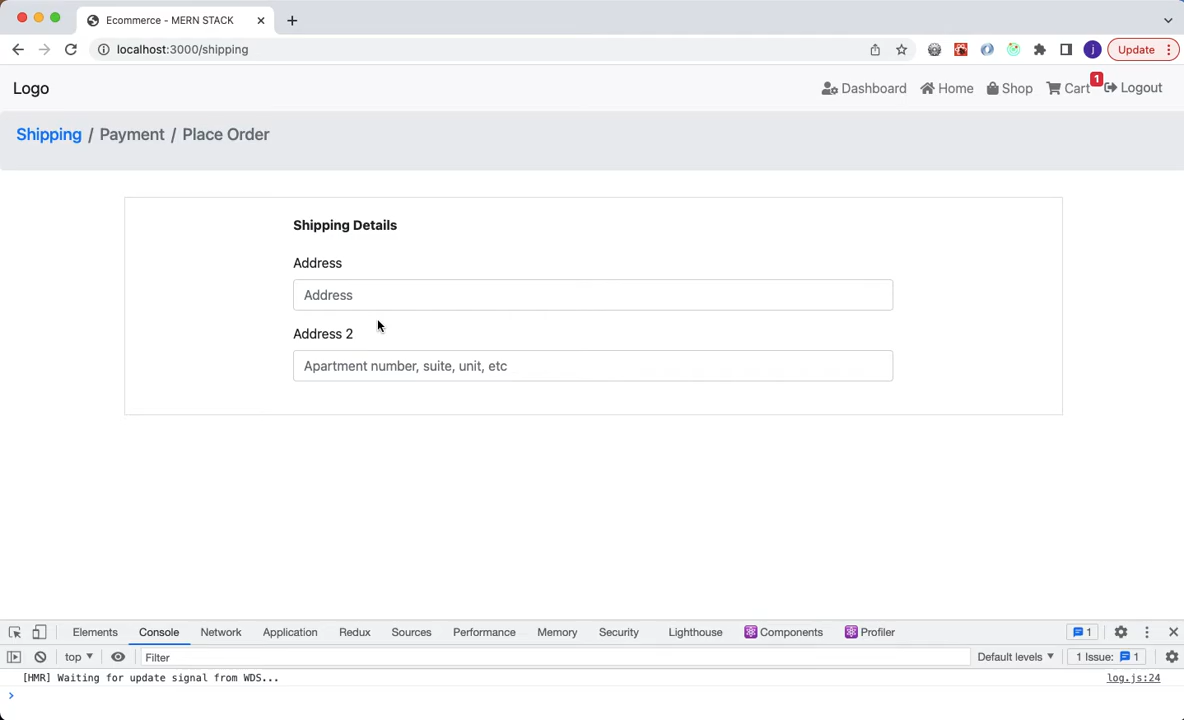 Ecommerce - MERN STACK
localhost:3000/shipping
j
Update
Logo
Dashboard Home Shop Cart 1 Logout
Shipping / Payment / Place Order
Shipping Details
Address
Address
Address 2
Apartment number, suite, unit, etc
Elements Console Network Application Redux Sources Performance Memory Security Lighthouse Components Profiler 1
top Filter Default levels 1 Issue: 1
[HMR] Waiting for update signal from WDS... log.js:24